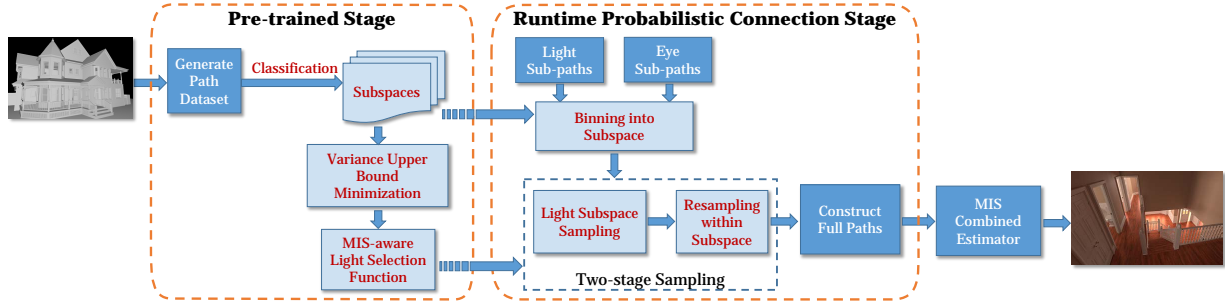 Pre-trained Stage
Generate
Path
Dataset
Classification
Subspaces
Variance Upper
Bound
Minimization
MIS-aware
Light Selection
Function
Runtime Probabilistic Connection Stage
Light
Sub-paths
Eye
Sub-paths
Binning into
Subspace
Light Subspace
Sampling
Resampling
within
Subspace
Two-stage Sampling
Construct
Full Paths
MIS
Combined
Estimator